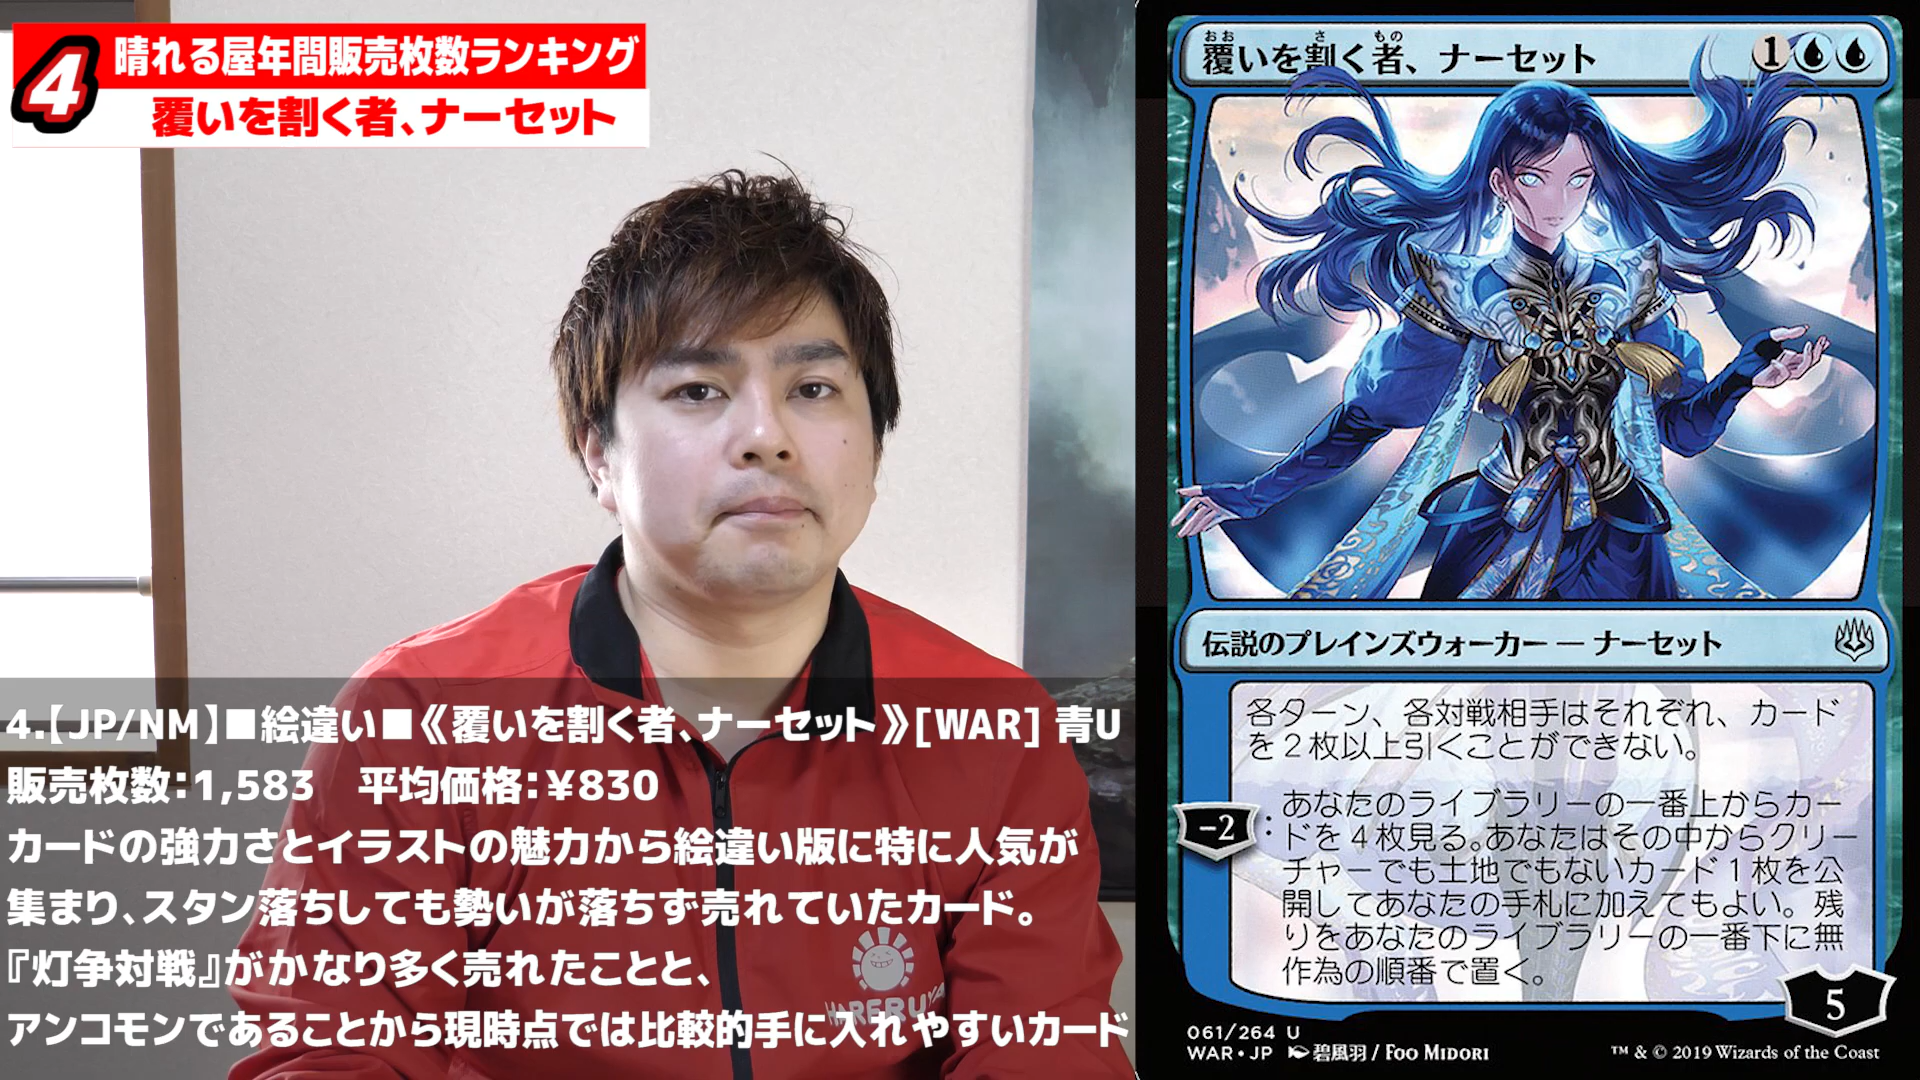 4
晴れる屋年間販売枚数ランキング
覆いを割く者、ナーセット
4.【JP/NM】■絵違い■《覆いを割く者、ナーセット》[WAR] 青U
販売枚数:1,583 平均価格:¥830
カードの強力さとイラストの魅力から絵違い版に特に人気が
集まり、スタン落ちしても勢いが落ちず売れていたカード。
『灯争対戦』がかなり多く売れたことと、
アンコモンであることから現時点では比較的手に入れやすいカード
HARERUYA
おお さ もの
覆いを割く者、ナーセット 1
伝説のプレインズウォーカー — ナーセット
各ターン、各対戦相手はそれぞれ、カード
を2枚以上引くことができない。
-2:あなたのライブラリーの一番上からカー
ドを4枚見る。あなたはその中からクリー
チャーでも土地でもないカード1枚を公
開してあなたの手札に加えてもよい。残
りをあなたのライブラリーの一番下に無
作為の順番で置く。
5
061/264 U
WAR•JP 碧風羽 / Foo Midori
™ & © 2019 Wizards of the Coast